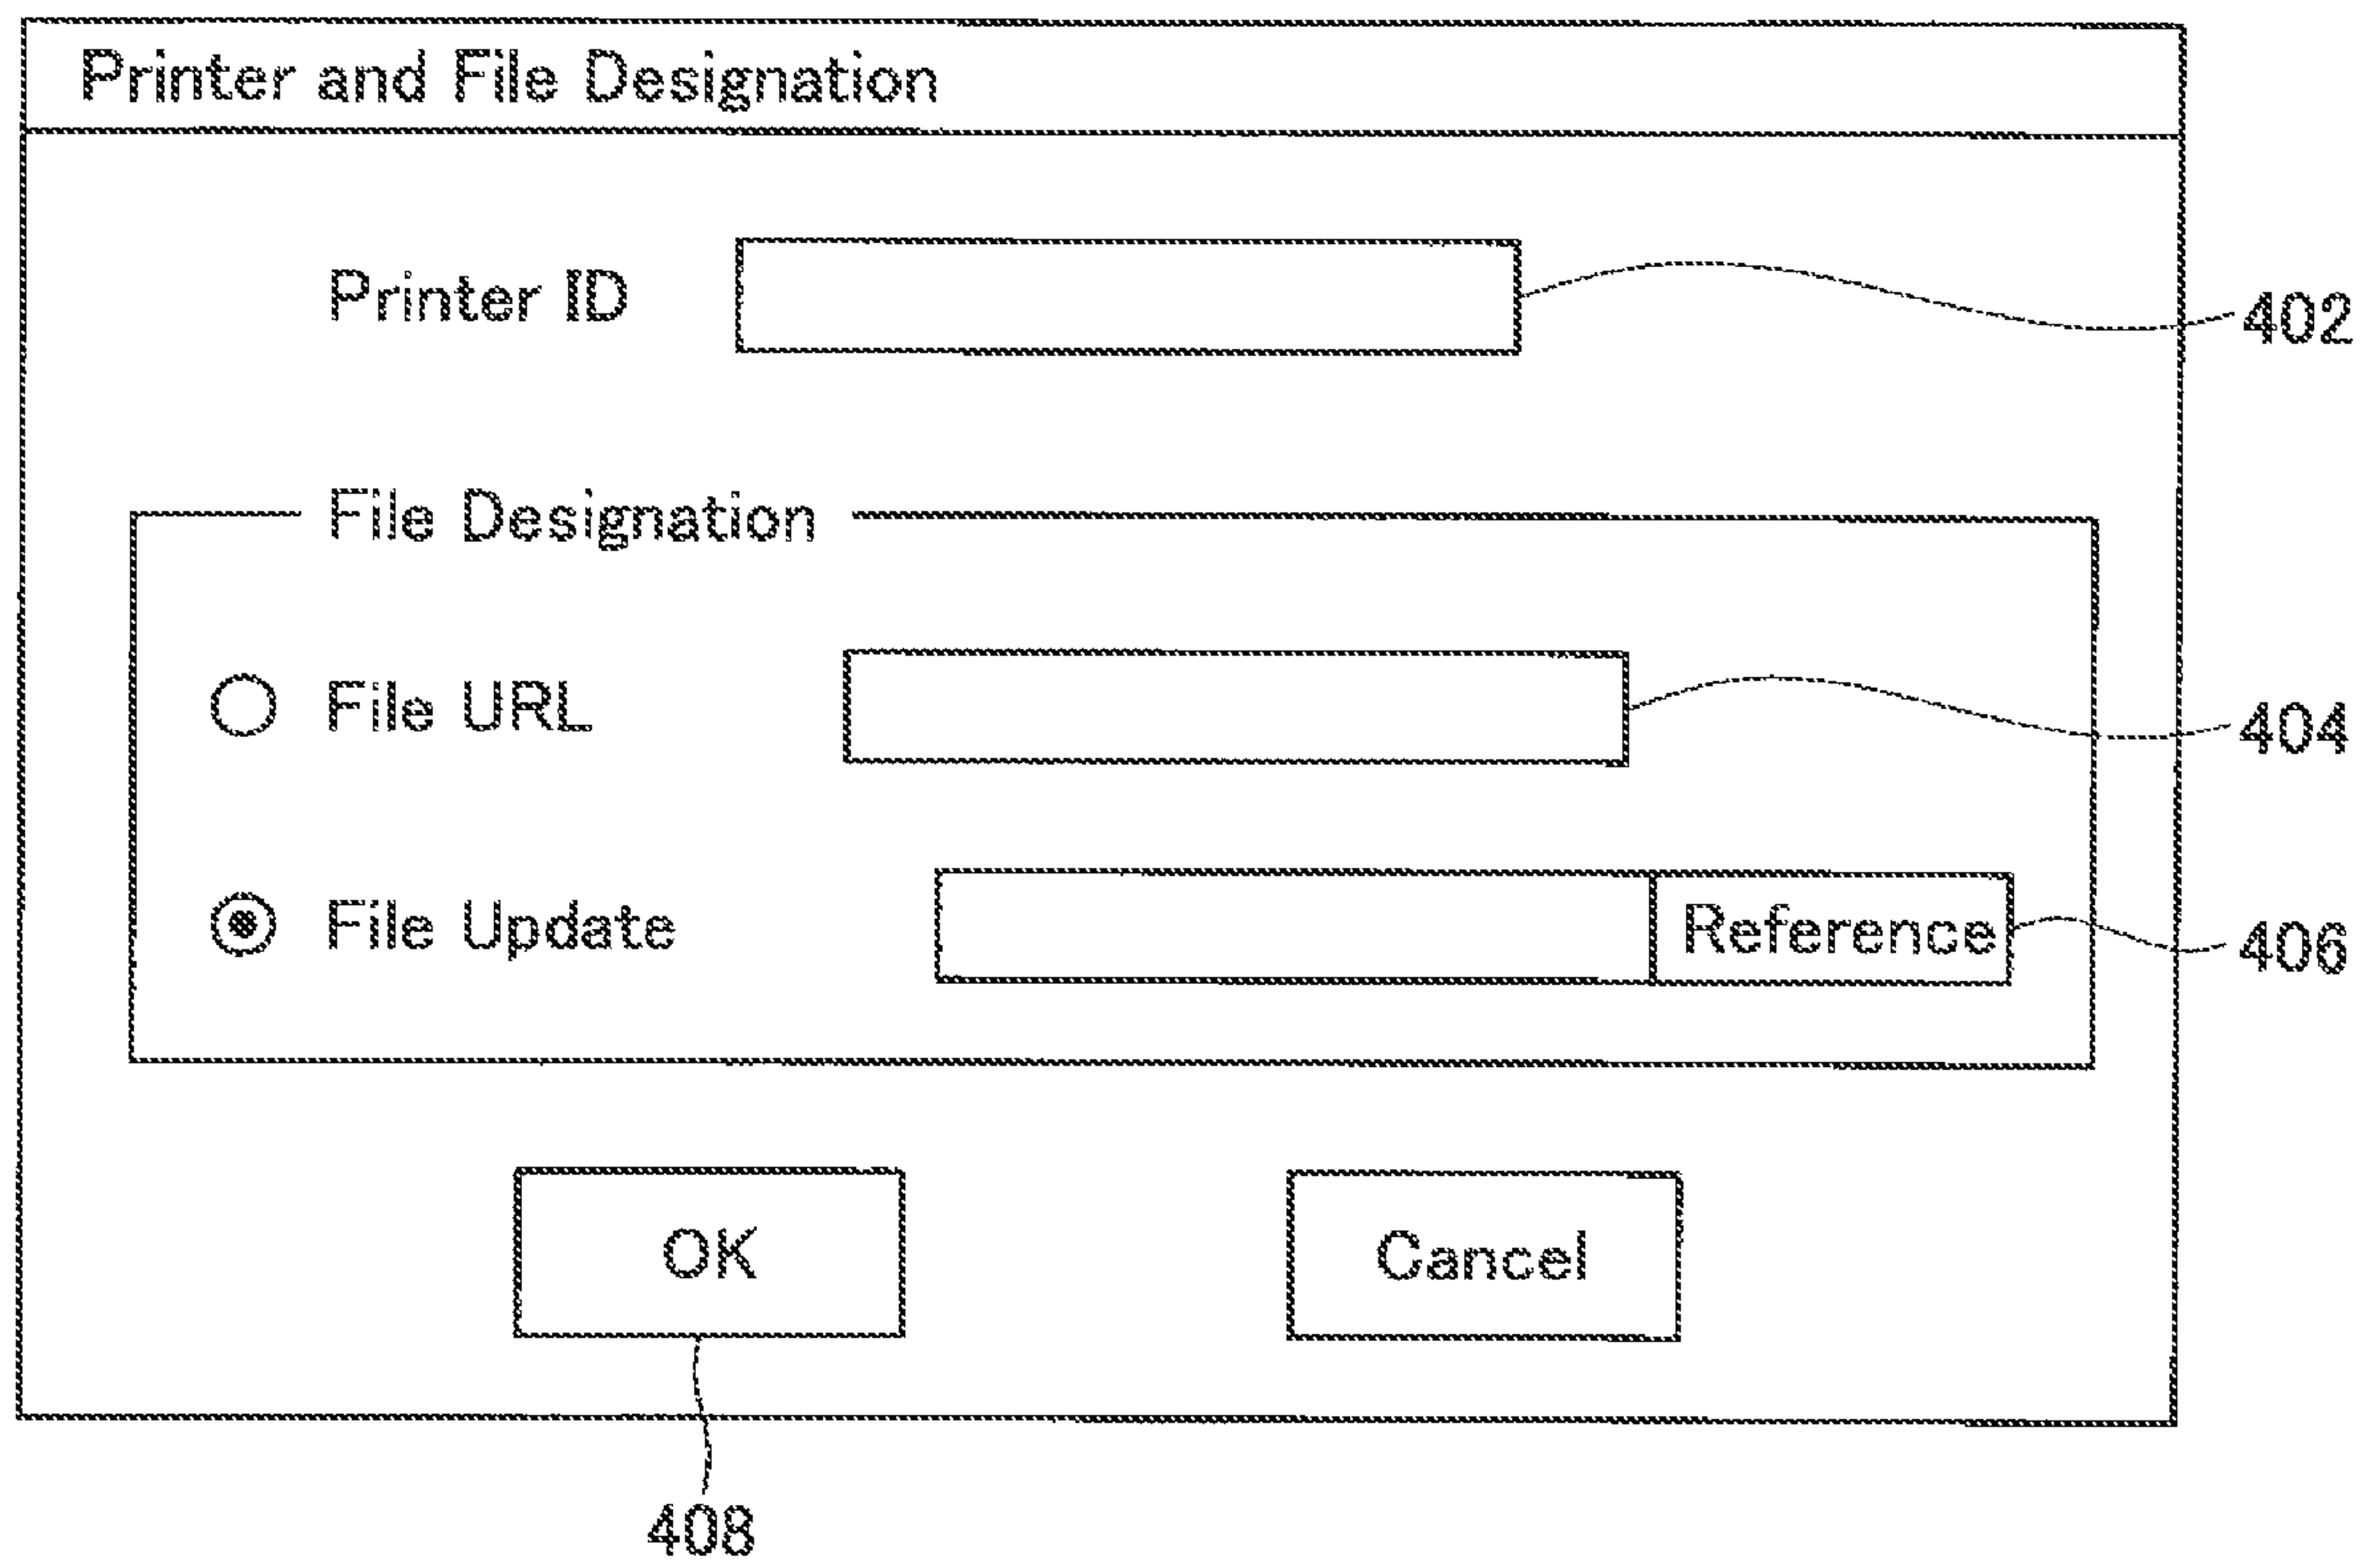 Printer and File Designation
Printer ID
402
File Designation
File URL
404
File Update
Reference
406
OK
Cancel
408